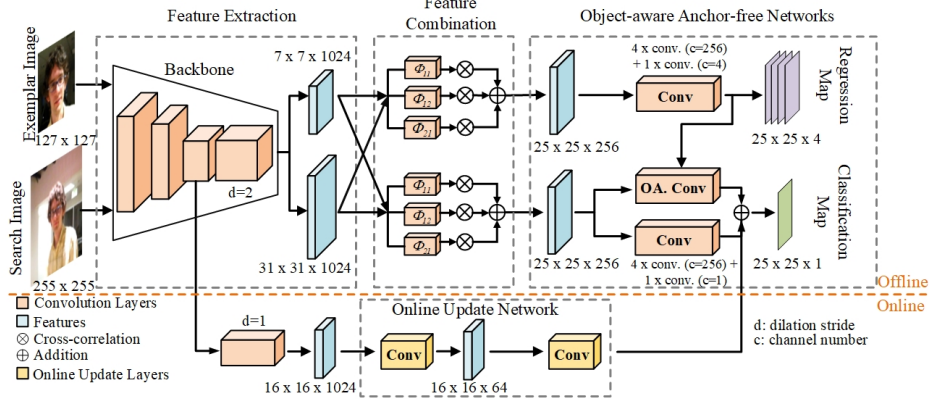 Feature Extraction
Feature
Combination
Object-aware Anchor-free Networks
Exemplar Image
127 x 127
Search Image
255 x 255
Backbone
d=2
7 x 7 x 1024
31 x 31 x 1024
Φ11
Φ12
Φ21
Φ11
Φ12
Φ21
25 x 25 x 256
25 x 25 x 256
4 x conv. (c=256)
+ 1 x conv. (c=4)
Conv
OA. Conv
Conv
4 x conv. (c=256) +
1 x conv. (c=1)
25 x 25 x 4
Regression
Map
25 x 25 x 1
Classification
Map
Offline
Online
Convolution Layers
Features
Cross-correlation
Addition
Online Update Layers
d=1
16 x 16 x 1024
Online Update Network
Conv
16 x 16 x 64
Conv
d: dilation stride
c: channel number